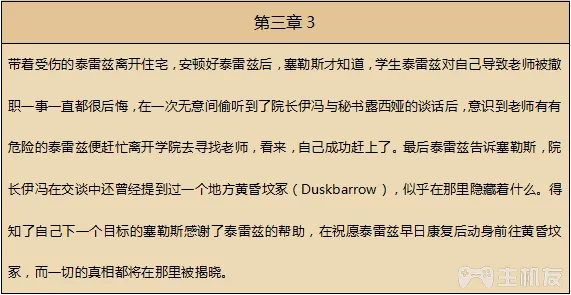 第三章 3
带着受伤的泰雷兹离开住宅，安顿好泰雷兹后，塞勒斯才知道，学生泰雷兹对自己导致老师被撤
职一事一直都很后悔，在一次无意间偷听到了院长伊冯与秘书露西娅的谈话后，意识到老师有有
危险的泰雷兹便赶忙离开学院去寻找老师，看来，自己成功赶上了。最后泰雷兹告诉塞勒斯，院
长伊冯在交谈中还曾经提到过一个地方黄昏坟冢（Duskbarrow），似乎在那里隐藏着什么。得
知了自己下一个目标的塞勒斯感谢了泰雷兹的帮助，在祝愿泰雷兹早日康复后动身前往黄昏坟
冢，而一切的真相都将在那里被揭晓。
主机友